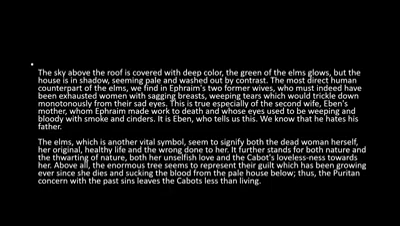 The sky above the roof is covered with deep color, the green of the elms glows, but the
house is in shadow, seeming pale and washed out by contrast. The most direct human
counterpart of the elms, we find in Ephraim's two former wives, who must indeed have
been exhausted women with sagging breasts, weeping tears which would trickle down
monotonously from their sad eyes. This is true especially of the second wife, Eben's
mother, whom Ephraim made work to death and whose eyes used to be weeping and
bloody with smoke and cinders. It is Eben, who tells us this. We know that he hates his
father.
The elms, which is another vital symbol, seem to signify both the dead woman herself,
her original, healthy life and the wrong done to her. It further stands for both nature and
the thwarting of nature, both her unselfish love and the Cabot's loveless-ness towards
her. Above all, the enormous tree seems to represent their guilt which has been growing
ever since she dies and sucking the blood from the pale house below; thus, the Puritan
concern with the past sins leaves the Cabots less than living.